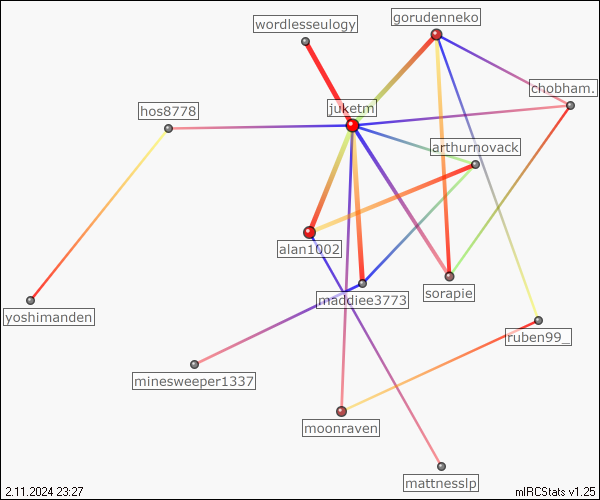 wordlesseulogy
gorudenneko
chobham.
juketm
hos8778
arthurnovack
alan1002
maddiee3773
sorapie
yoshimanden
ruben99_
minesweeper1337
moonraven
mattnesslp
2.11.2024 23:27
mIRCStats v1.25